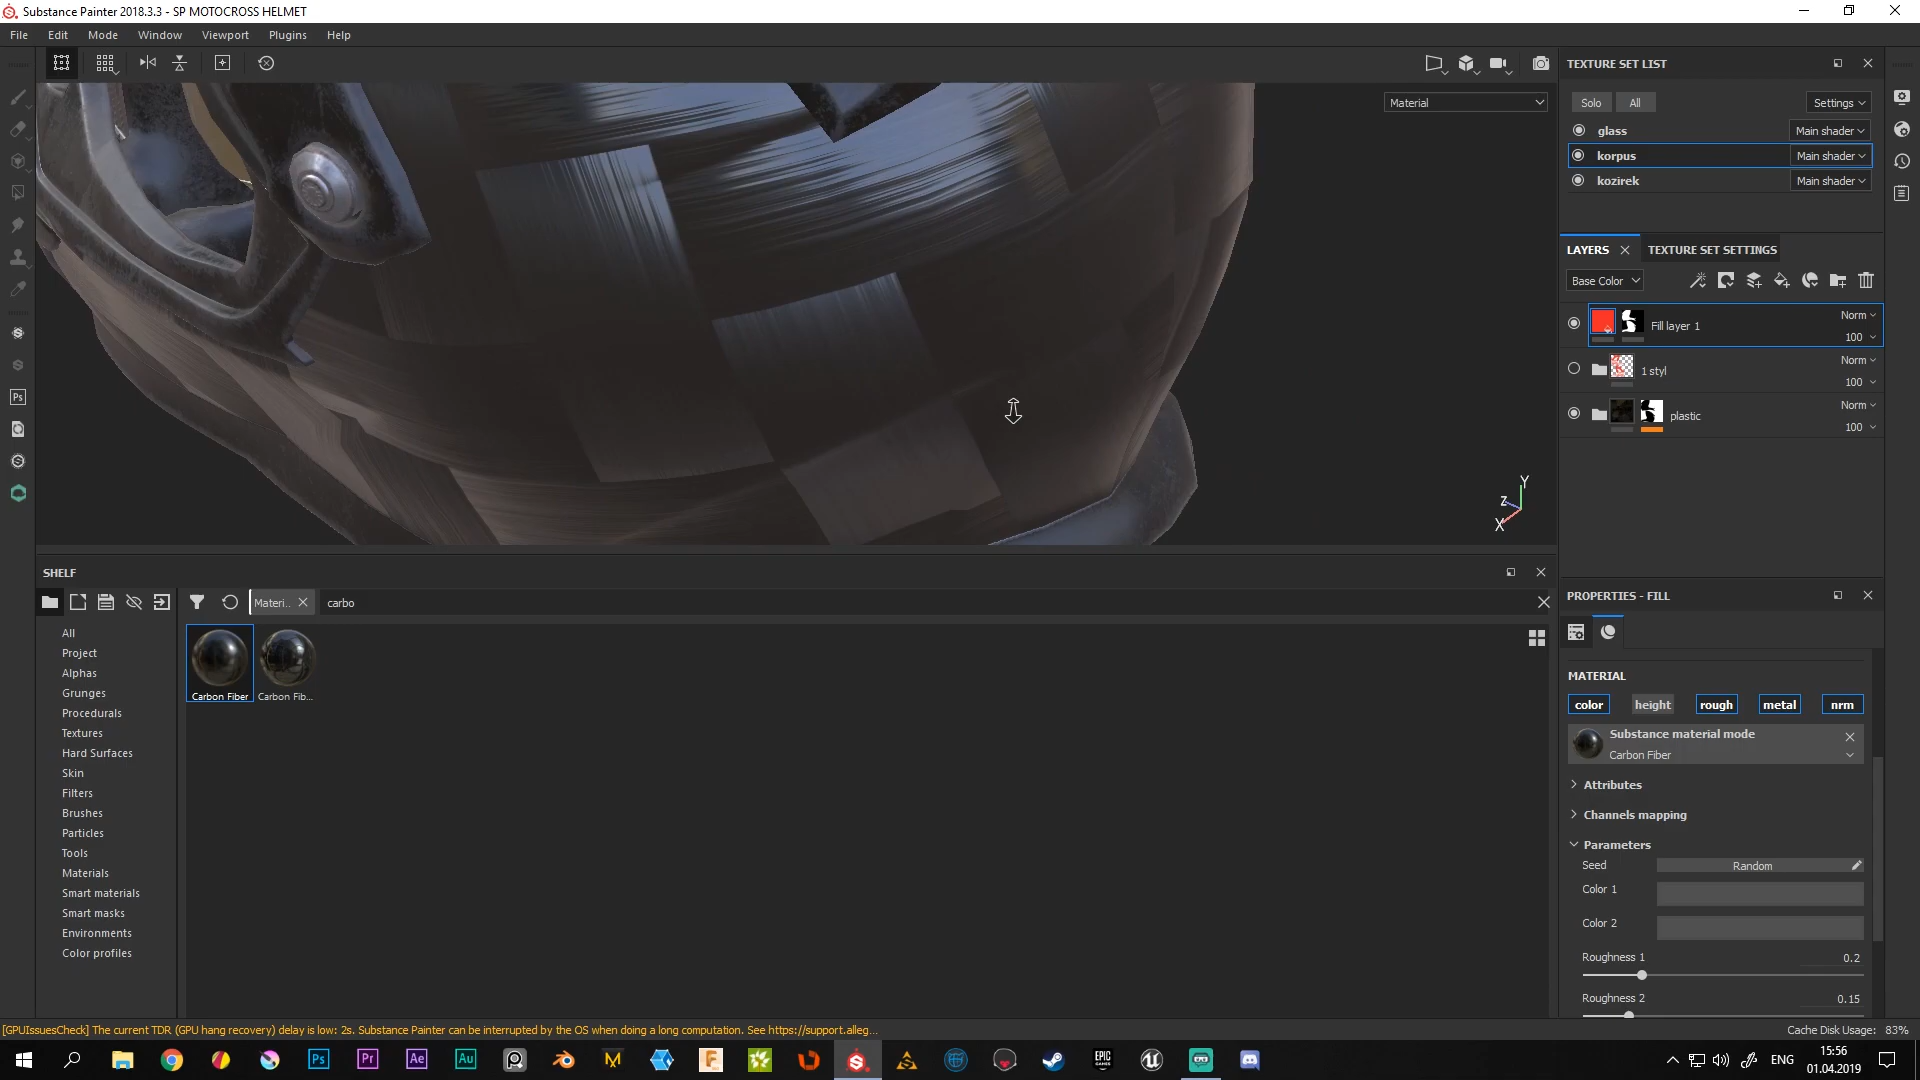 Substance Painter 2018.3.3 - SP MOTOCROSS HELMET
File Edit Mode Window Viewport Plugins Help
Material
Y
Z
X
TEXTURE SET LIST
Solo All Settings
glass Main shader
korpus Main shader
kozirek Main shader
LAYERS TEXTURE SET SETTINGS
Base Color
Fill layer 1 Norm
100
1 styl Norm
100
plastic Norm
100
SHELF
Materi.. carbo
All
Project
Alphas
Grunges
Procedurals
Textures
Hard Surfaces
Skin
Filters
Brushes
Particles
Tools
Materials
Smart materials
Smart masks
Environments
Color profiles
Carbon Fiber Carbon Fib...
PROPERTIES - FILL
MATERIAL
color height rough metal nrm
Substance material mode
Carbon Fiber
Attributes
Channels mapping
Parameters
Seed Random
Color 1
Color 2
Roughness 1 0.2
Roughness 2 0.15
[GPUIssuesCheck] The current TDR (GPU hang recovery) delay is low: 2s. Substance Painter can be interrupted by the OS when doing a long computation. See https://support.alleg...
Cache Disk Usage: 83%
Ps
Ps Pr Ae Au
EPIC
GAMES
ENG
15:56
01.04.2019